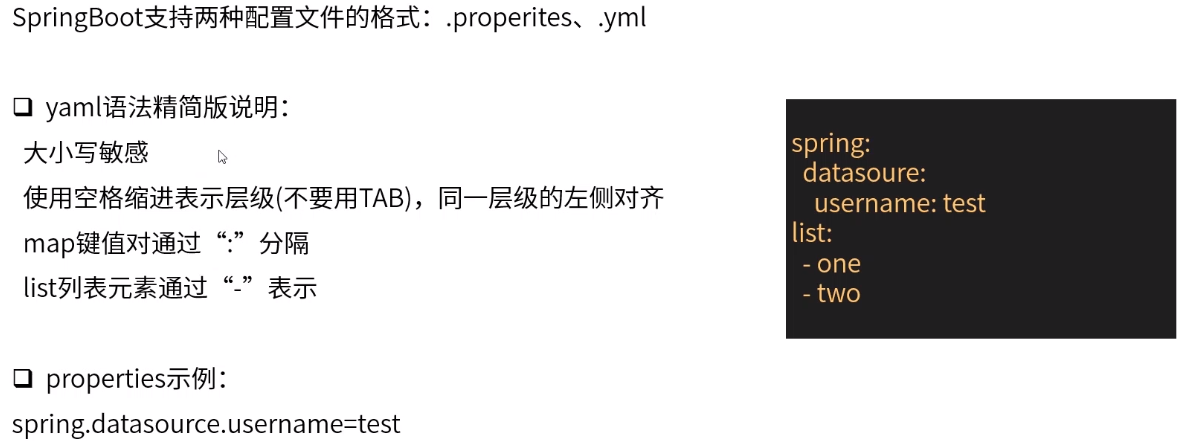 SpringBoot支持两种配置文件的格式：.properites、.yml
❑ yaml语法精简版说明：
大小写敏感
使用空格缩进表示层级(不要用TAB)，同一层级的左侧对齐
map键值对通过“:”分隔
list列表元素通过“-”表示
❑ properties示例：
spring.datasource.username=test
spring:
  datasoure:
    username: test
list:
  - one
  - two